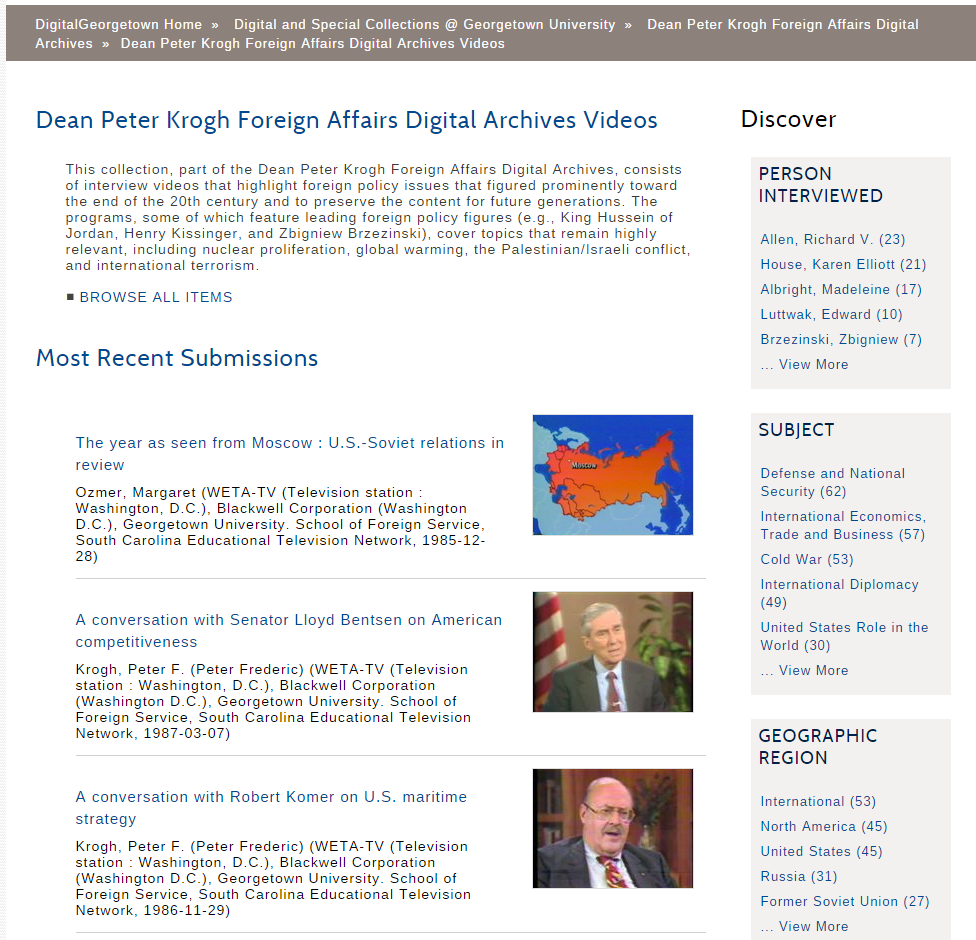 DigitalGeorgetown Home » Digital and Special Collections @ Georgetown University » Dean Peter Krogh Foreign Affairs Digital
Archives » Dean Peter Krogh Foreign Affairs Digital Archives Videos
Dean Peter Krogh Foreign Affairs Digital Archives Videos
This collection, part of the Dean Peter Krogh Foreign Affairs Digital Archives, consists
of interview videos that highlight foreign policy issues that figured prominently toward
the end of the 20th century and to preserve the content for future generations. The
programs, some of which feature leading foreign policy figures (e.g., King Hussein of
Jordan, Henry Kissinger, and Zbigniew Brzezinski), cover topics that remain highly
relevant, including nuclear proliferation, global warming, the Palestinian/Israeli conflict,
and international terrorism.
■ BROWSE ALL ITEMS
Most Recent Submissions
The year as seen from Moscow : U.S.-Soviet relations in
review
Ozmer, Margaret (WETA-TV (Television station :
Washington, D.C.), Blackwell Corporation (Washington
D.C.), Georgetown University. School of Foreign Service,
South Carolina Educational Television Network, 1985-12-
28)
Moscow
A conversation with Senator Lloyd Bentsen on American
competitiveness
Krogh, Peter F. (Peter Frederic) (WETA-TV (Television
station : Washington, D.C.), Blackwell Corporation
(Washington D.C.), Georgetown University. School of
Foreign Service, South Carolina Educational Television
Network, 1987-03-07)
A conversation with Robert Komer on U.S. maritime
strategy
Krogh, Peter F. (Peter Frederic) (WETA-TV (Television
station : Washington, D.C.), Blackwell Corporation
(Washington D.C.), Georgetown University. School of
Foreign Service, South Carolina Educational Television
Network, 1986-11-29)
Discover
PERSON
INTERVIEWED
Allen, Richard V. (23)
House, Karen Elliott (21)
Albright, Madeleine (17)
Luttwak, Edward (10)
Brzezinski, Zbigniew (7)
... View More
SUBJECT
Defense and National
Security (62)
International Economics,
Trade and Business (57)
Cold War (53)
International Diplomacy
(49)
United States Role in the
World (30)
... View More
GEOGRAPHIC
REGION
International (53)
North America (45)
United States (45)
Russia (31)
Former Soviet Union (27)
... View More